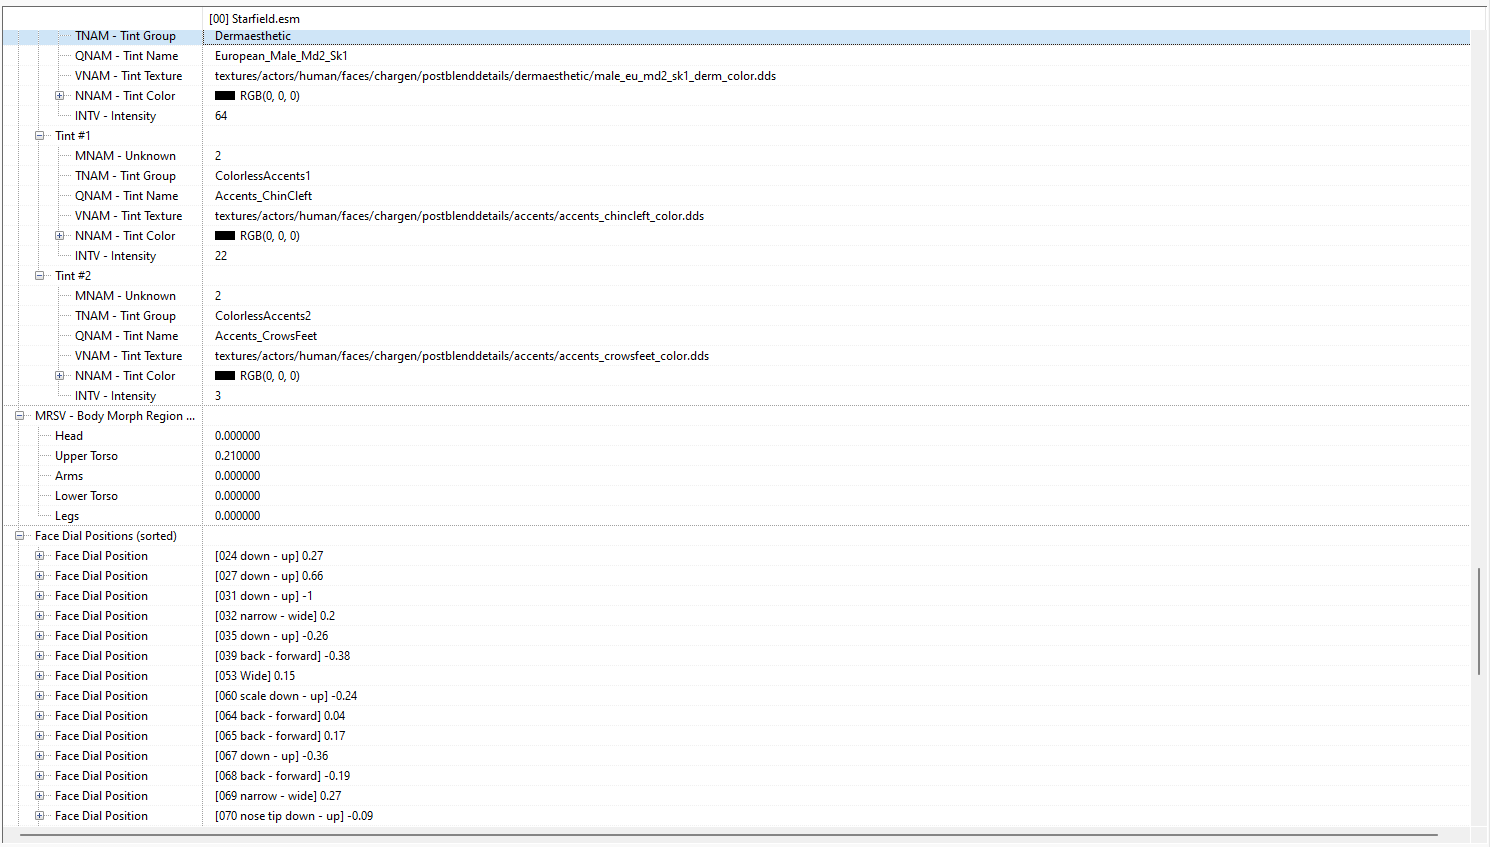 [00] Starfield.esm
TNAM - Tint Group Dermaesthetic
QNAM - Tint Name European_Male_Md2_Sk1
VNAM - Tint Texture textures/actors/human/faces/chargen/postblenddetails/dermaesthetic/male_eu_md2_sk1_derm_color.dds
NNAM - Tint Color RGB(0, 0, 0)
INTV - Intensity 64
Tint #1
MNAM - Unknown 2
TNAM - Tint Group ColorlessAccents1
QNAM - Tint Name Accents_ChinCleft
VNAM - Tint Texture textures/actors/human/faces/chargen/postblenddetails/accents/accents_chincleft_color.dds
NNAM - Tint Color RGB(0, 0, 0)
INTV - Intensity 22
Tint #2
MNAM - Unknown 2
TNAM - Tint Group ColorlessAccents2
QNAM - Tint Name Accents_CrowsFeet
VNAM - Tint Texture textures/actors/human/faces/chargen/postblenddetails/accents/accents_crowsfeet_color.dds
NNAM - Tint Color RGB(0, 0, 0)
INTV - Intensity 3
MRSV - Body Morph Region ...
Head 0.000000
Upper Torso 0.210000
Arms 0.000000
Lower Torso 0.000000
Legs 0.000000
Face Dial Positions (sorted)
Face Dial Position [024 down - up] 0.27
Face Dial Position [027 down - up] 0.66
Face Dial Position [031 down - up] -1
Face Dial Position [032 narrow - wide] 0.2
Face Dial Position [035 down - up] -0.26
Face Dial Position [039 back - forward] -0.38
Face Dial Position [053 Wide] 0.15
Face Dial Position [060 scale down - up] -0.24
Face Dial Position [064 back - forward] 0.04
Face Dial Position [065 back - forward] 0.17
Face Dial Position [067 down - up] -0.36
Face Dial Position [068 back - forward] -0.19
Face Dial Position [069 narrow - wide] 0.27
Face Dial Position [070 nose tip down - up] -0.09